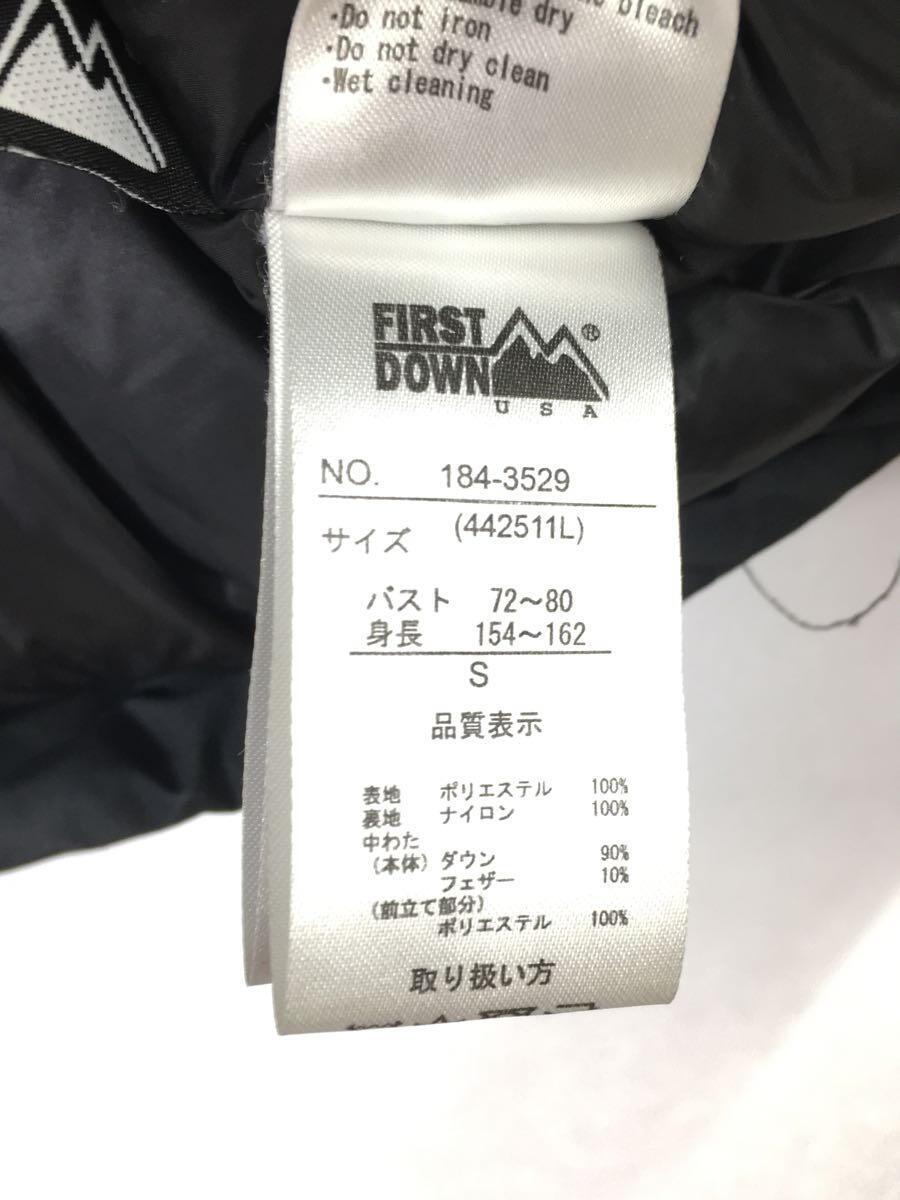 bleach
dry
・Do not iron
・Do not dry clean
・Wet cleaning
FIRST
DOWN
®
USA
NO. 184-3529
サイズ (442511L)
バスト 72～80
身長 154～162
S
品質表示
表地 ポリエステル 100%
裏地 ナイロン 100%
中わた
(本体) ダウン 90%
フェザー 10%
(前立て部分)
ポリエステル 100%
取り扱い方